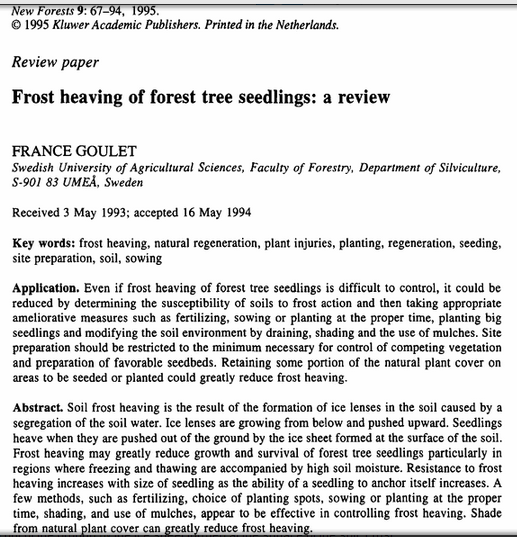 New Forests 9: 67–94, 1995.
© 1995 Kluwer Academic Publishers. Printed in the Netherlands.
Review paper
Frost heaving of forest tree seedlings: a review
FRANCE GOULET
Swedish University of Agricultural Sciences, Faculty of Forestry, Department of Silviculture,
S-901 83 UMEÅ, Sweden
Received 3 May 1993; accepted 16 May 1994
Key words: frost heaving, natural regeneration, plant injuries, planting, regeneration, seeding,
site preparation, soil, sowing
Application. Even if frost heaving of forest tree seedlings is difficult to control, it could be
reduced by determining the susceptibility of soils to frost action and then taking appropriate
ameliorative measures such as fertilizing, sowing or planting at the proper time, planting big
seedlings and modifying the soil environment by draining, shading and the use of mulches. Site
preparation should be restricted to the minimum necessary for control of competing vegetation
and preparation of favorable seedbeds. Retaining some portion of the natural plant cover on
areas to be seeded or planted could greatly reduce frost heaving.
Abstract. Soil frost heaving is the result of the formation of ice lenses in the soil caused by a
segregation of the soil water. Ice lenses are growing from below and pushed upward. Seedlings
heave when they are pushed out of the ground by the ice sheet formed at the surface of the soil.
Frost heaving may greatly reduce growth and survival of forest tree seedlings particularly in
regions where freezing and thawing are accompanied by high soil moisture. Resistance to frost
heaving increases with size of seedling as the ability of a seedling to anchor itself increases. A
few methods, such as fertilizing, choice of planting spots, sowing or planting at the proper
time, shading, and use of mulches, appear to be effective in controlling frost heaving. Shade
from natural plant cover can greatly reduce frost heaving.